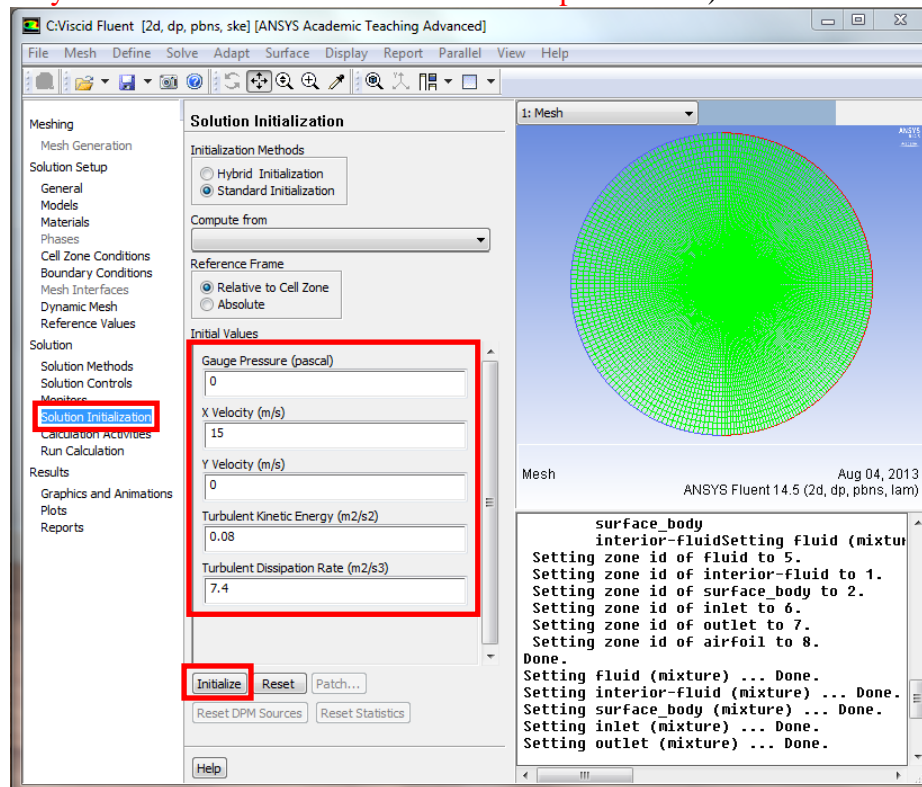 C:Viscid Fluent [2d, dp, pbns, ske] [ANSYS Academic Teaching Advanced]
File Mesh Define Solve Adapt Surface Display Report Parallel View Help
Meshing
Mesh Generation
Solution Setup
General
Models
Materials
Phases
Cell Zone Conditions
Boundary Conditions
Mesh Interfaces
Dynamic Mesh
Reference Values
Solution
Solution Methods
Solution Controls
Monitors
Solution Initialization
Calculation Activities
Run Calculation
Results
Graphics and Animations
Plots
Reports
Solution Initialization
Initialization Methods
Hybrid Initialization
Standard Initialization
Compute from
Reference Frame
Relative to Cell Zone
Absolute
Initial Values
Gauge Pressure (pascal)
0
X Velocity (m/s)
15
Y Velocity (m/s)
0
Turbulent Kinetic Energy (m2/s2)
0.08
Turbulent Dissipation Rate (m2/s3)
7.4
Initialize Reset Patch...
Reset DPM Sources Reset Statistics
Help
1: Mesh
ANSYS
Mesh
Aug 04, 2013
ANSYS Fluent 14.5 (2d, dp, pbns, lam)
surface_body
interior-fluidSetting fluid (mixtur
Setting zone id of fluid to 5.
Setting zone id of interior-fluid to 1.
Setting zone id of surface_body to 2.
Setting zone id of inlet to 6.
Setting zone id of outlet to 7.
Setting zone id of airfoil to 8.
Done.
Setting fluid (mixture) ... Done.
Setting interior-fluid (mixture) ... Done.
Setting surface_body (mixture) ... Done.
Setting inlet (mixture) ... Done.
Setting outlet (mixture) ... Done.